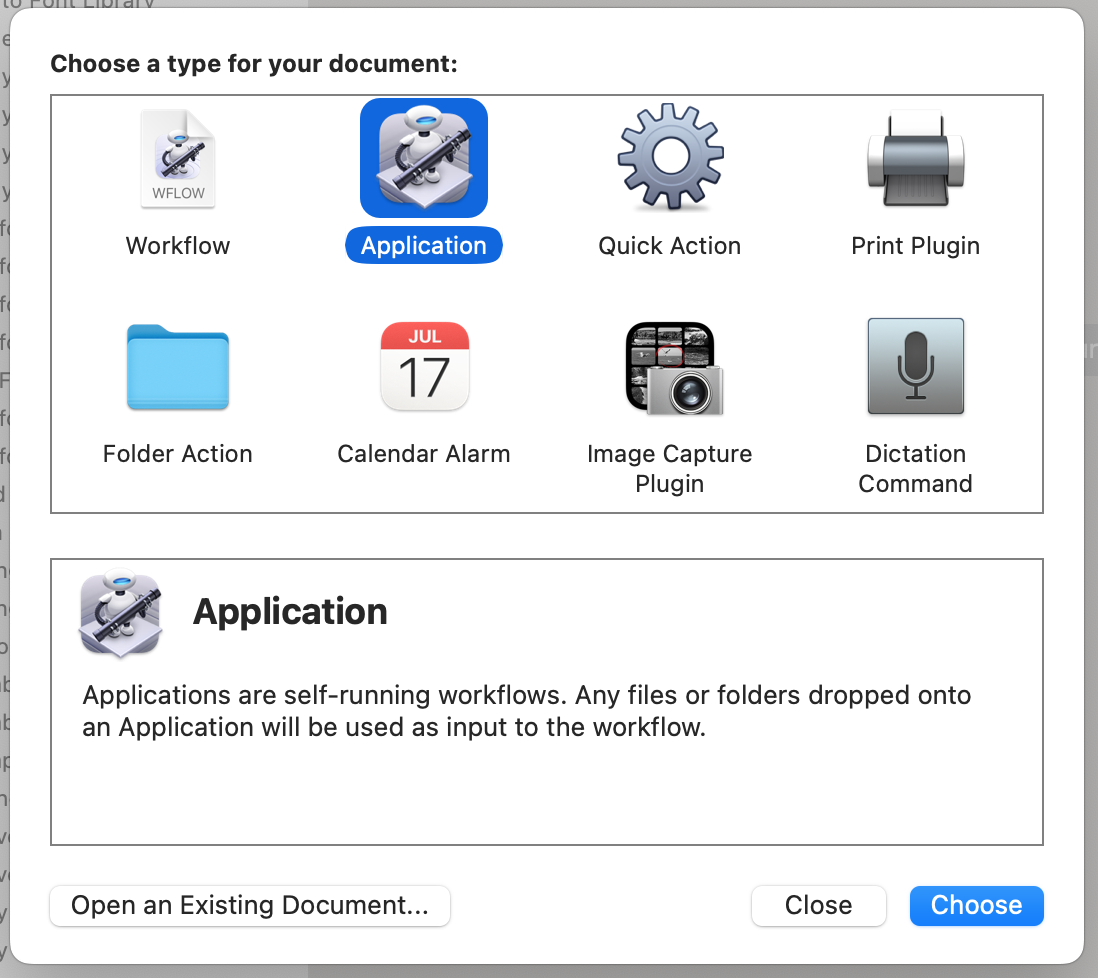 to Font Library
Choose a type for your document:
WFLOW
Workflow
Application
Quick Action
Print Plugin
Folder Action
JUL
17
Calendar Alarm
Image Capture
Plugin
Dictation
Command
Application
Applications are self-running workflows. Any files or folders dropped onto
an Application will be used as input to the workflow.
Open an Existing Document...
Close
Choose